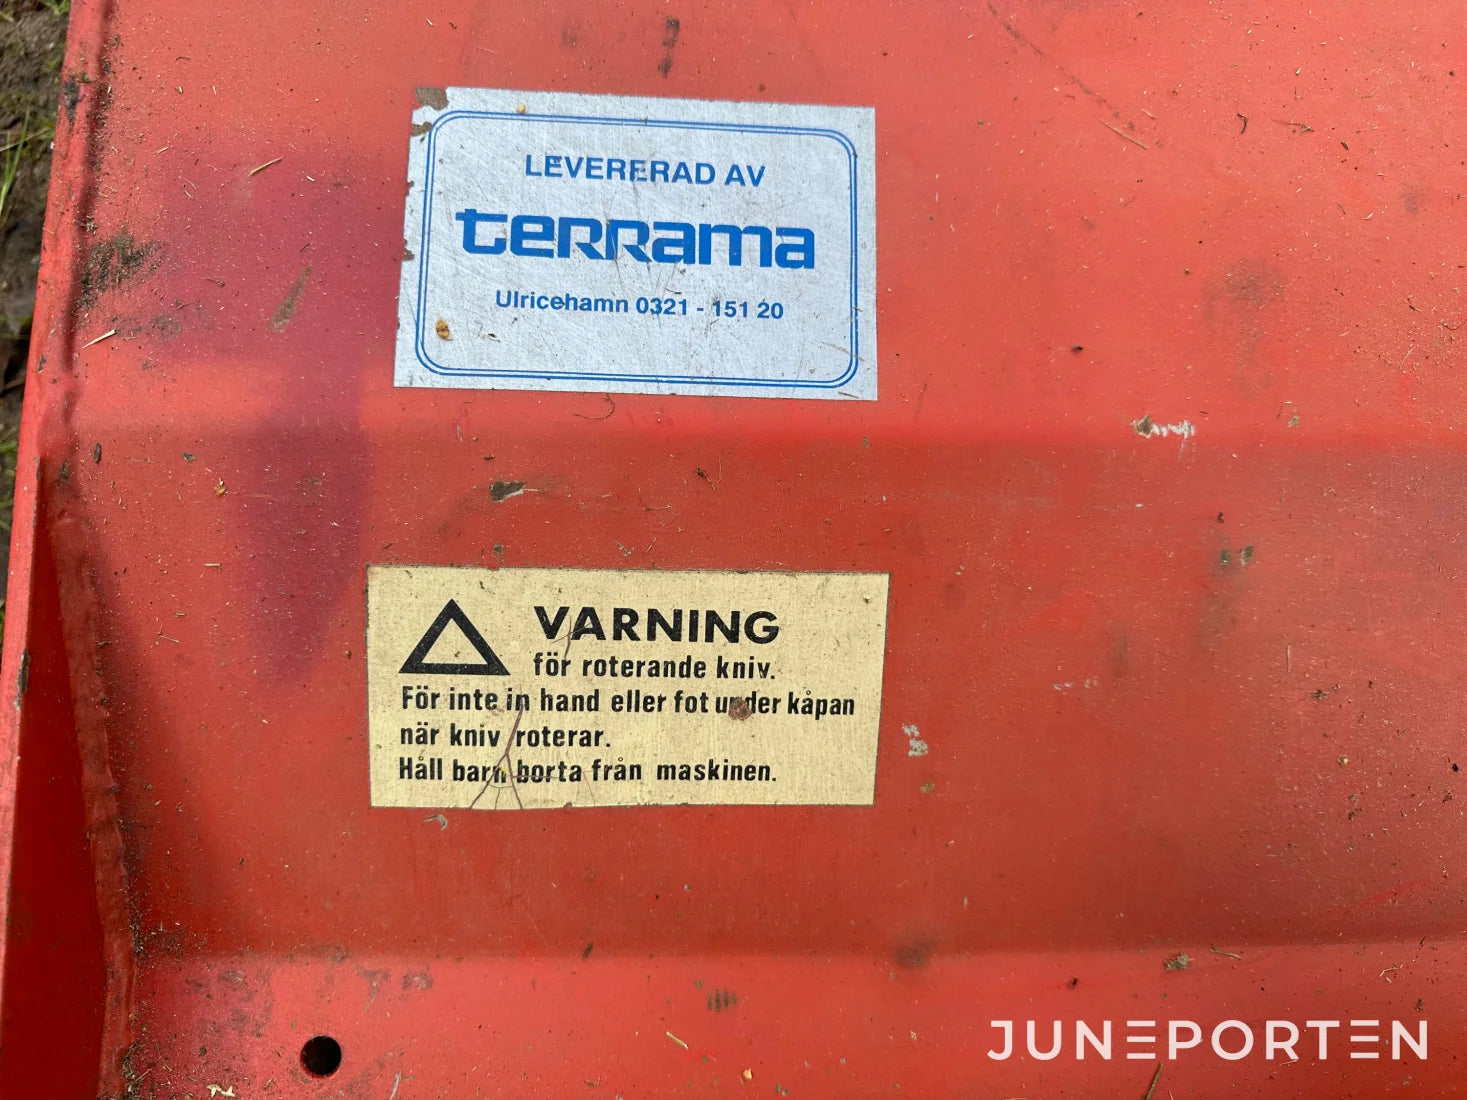 LEVERERAD AV
terrama
Ulricehamn 0321 - 151 20
VARNING
för roterande kniv.
För inte in hand eller fot under kåpan
när kniv roterar.
Håll barn borta från maskinen.
JUNEPORTEN